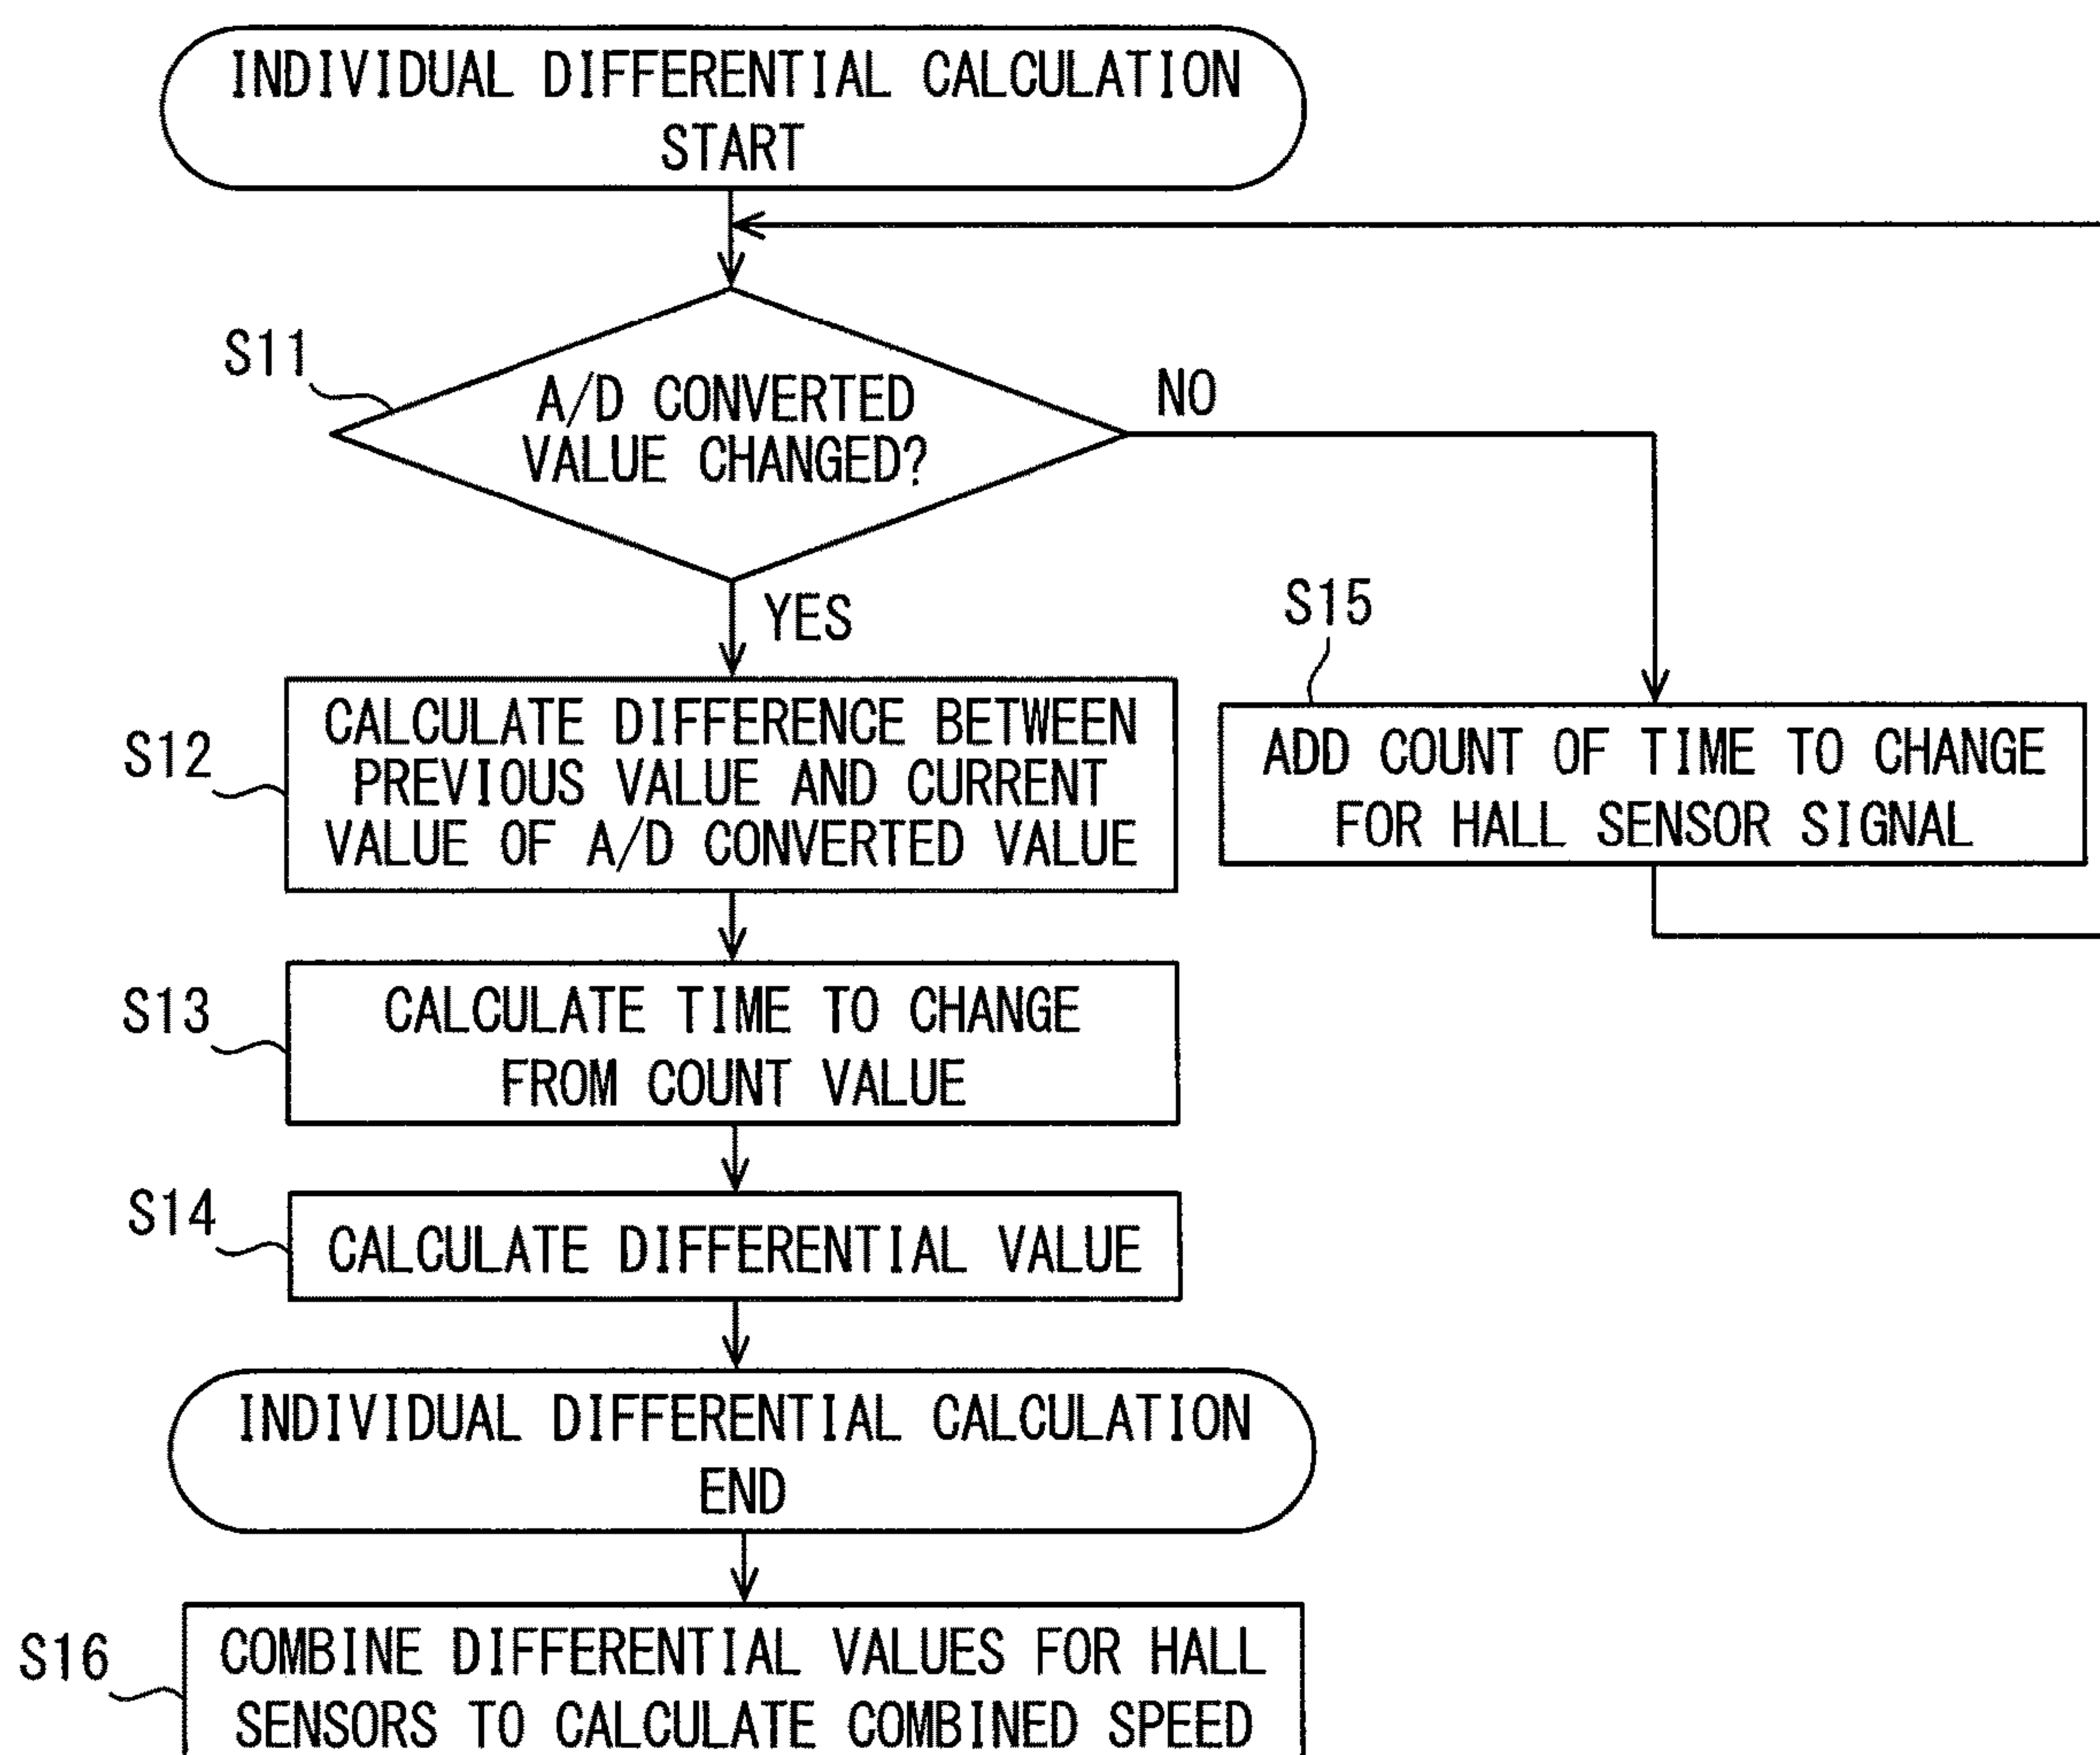 INDIVIDUAL DIFFERENTIAL CALCULATION
START
S11
A/D CONVERTED
VALUE CHANGED?
NO
YES
S15
S12
CALCULATE DIFFERENCE BETWEEN
PREVIOUS VALUE AND CURRENT
VALUE OF A/D CONVERTED VALUE
ADD COUNT OF TIME TO CHANGE
FOR HALL SENSOR SIGNAL
S13
CALCULATE TIME TO CHANGE
FROM COUNT VALUE
S14
CALCULATE DIFFERENTIAL VALUE
INDIVIDUAL DIFFERENTIAL CALCULATION
END
S16
COMBINE DIFFERENTIAL VALUES FOR HALL
SENSORS TO CALCULATE COMBINED SPEED